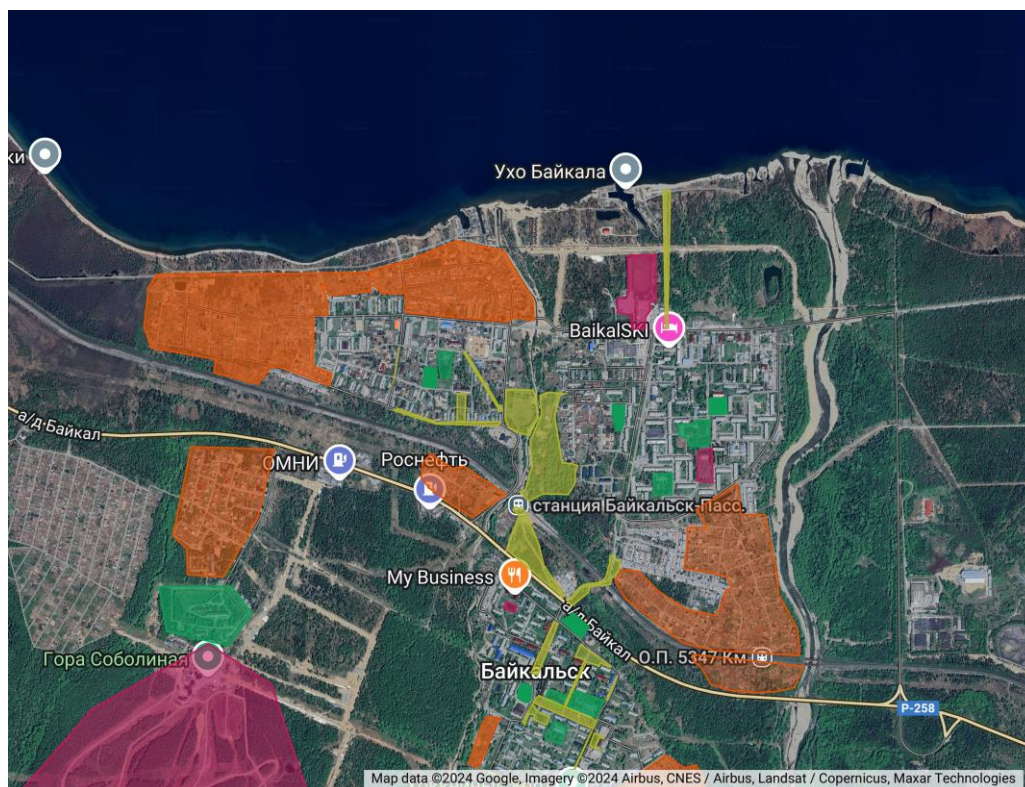 ки
Ухо Байкала
BaikalSKI
а/д Байкал
ОМНИ
Роснефть
станция Байкальск-Пасс.
My Business
а/д Байкал
Гора Соболиная
Байкальск
О.П. 5347 Км
Р-258
Map data ©2024 Google, Imagery ©2024 Airbus, CNES / Airbus, Landsat / Copernicus, Maxar Technologies